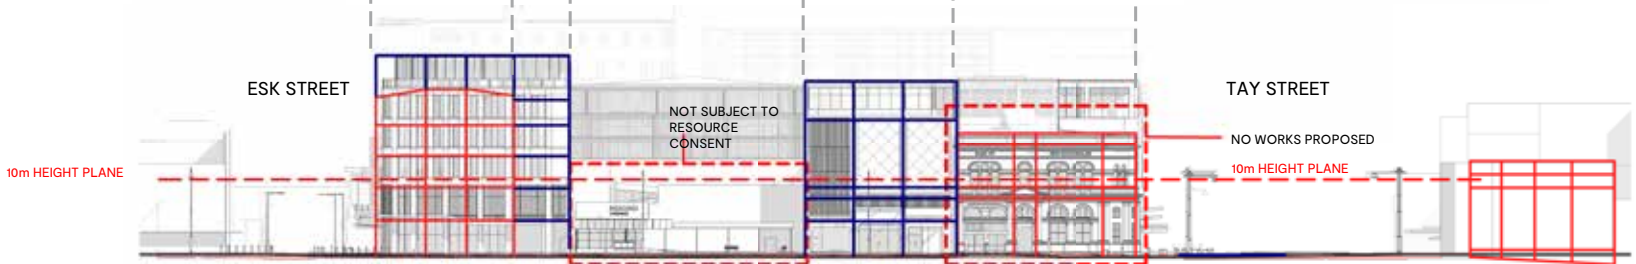 ESK STREET
TAY STREET
NOT SUBJECT TO
RESOURCE
CONSENT
NO WORKS PROPOSED
10m HEIGHT PLANE
10m HEIGHT PLANE